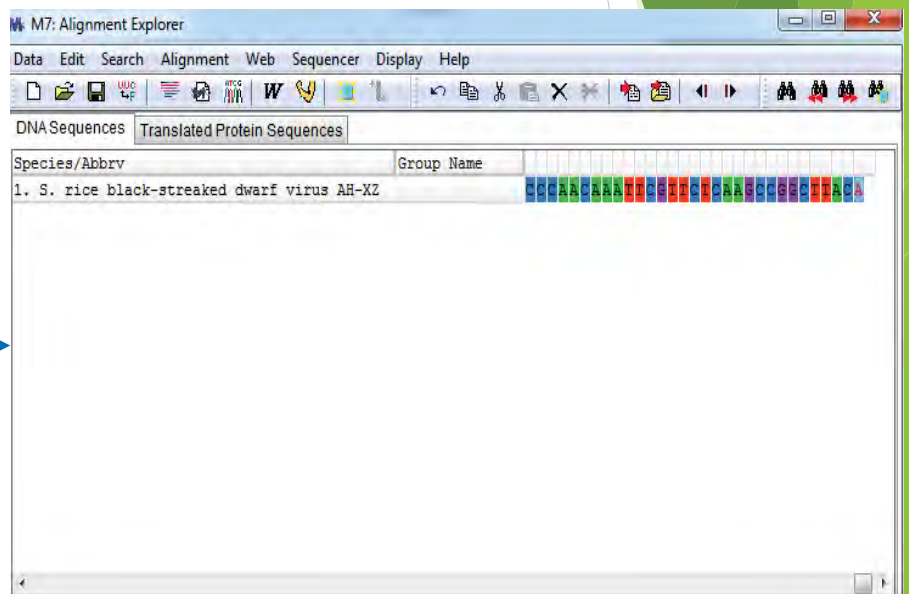 M7: Alignment Explorer
Data Edit Search Alignment Web Sequencer Display Help
W
DNA Sequences Translated Protein Sequences
Species/Abbrv Group Name
1. S. rice black-streaked dwarf virus AH-XZ CCCAACAAATTCGTTCTCAAGCCGGCTTACA